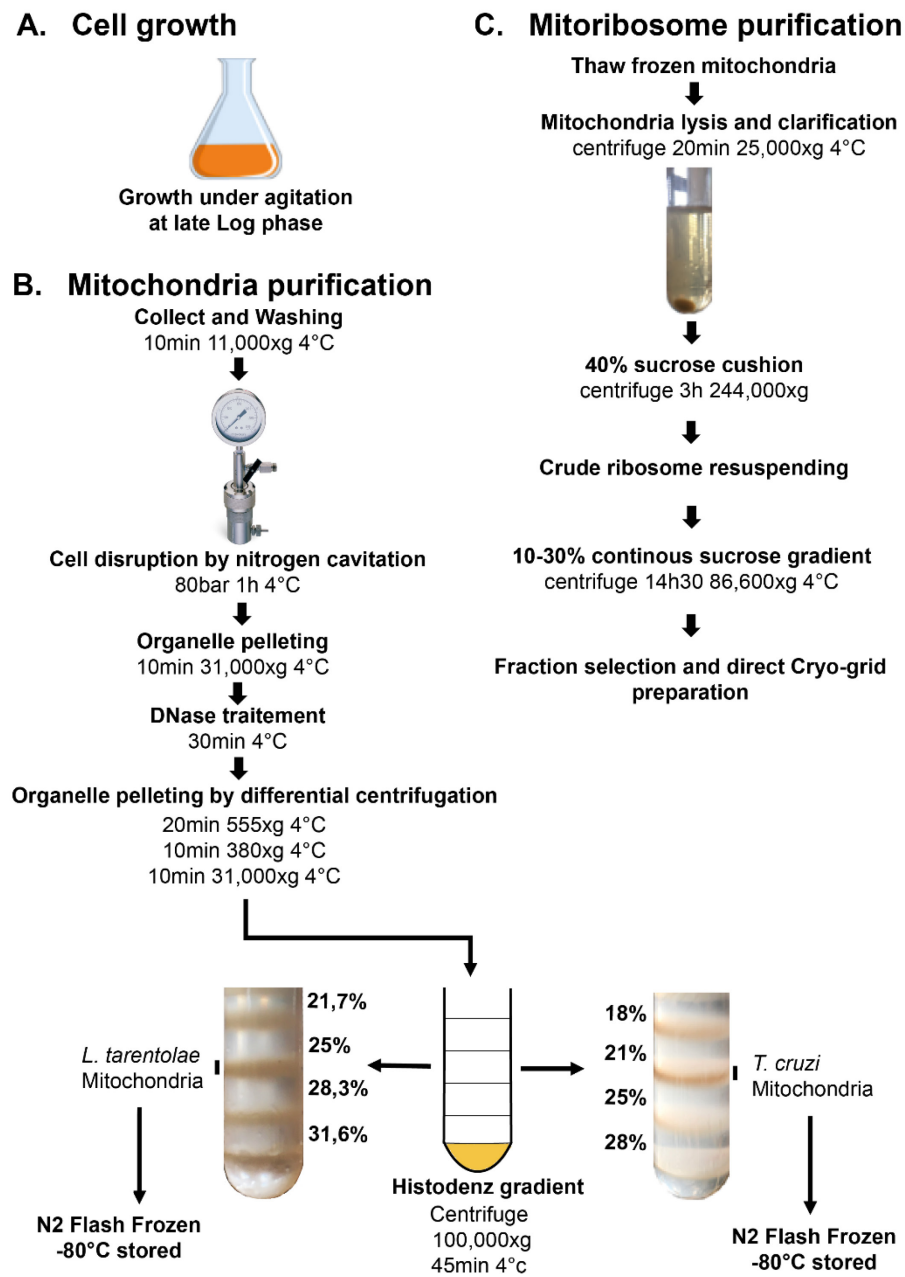 A. Cell growth
Growth under agitation
at late Log phase
B. Mitochondria purification
Collect and Washing
10min 11,000xg 4°C
Cell disruption by nitrogen cavitation
80bar 1h 4°C
Organelle pelleting
10min 31,000xg 4°C
DNase traitement
30min 4°C
Organelle pelleting by differential centrifugation
20min 555xg 4°C
10min 380xg 4°C
10min 31,000xg 4°C
21,7%
25%
28,3%
31,6%
L. tarentolae
Mitochondria
N2 Flash Frozen
-80°C stored
Histodenz gradient
Centrifuge
100,000xg
45min 4°c
18%
21%
25%
28%
T. cruzi
Mitochondria
N2 Flash Frozen
-80°C stored
C. Mitoribosome purification
Thaw frozen mitochondria
Mitochondria lysis and clarification
centrifuge 20min 25,000xg 4°C
40% sucrose cushion
centrifuge 3h 244,000xg
Crude ribosome resuspending
10-30% continous sucrose gradient
centrifuge 14h30 86,600xg 4°C
Fraction selection and direct Cryo-grid
preparation